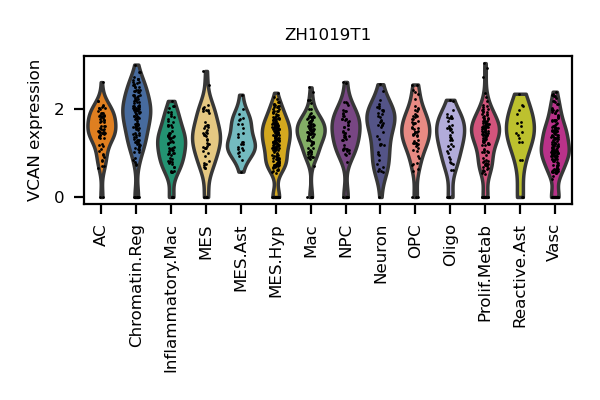 ZH1019T1
VCAN expression
2
0
AC
Chromatin.Reg
Inflammatory.Mac
MES
MES.Ast
MES.Hyp
Mac
NPC
Neuron
OPC
Oligo
Prolif.Metab
Reactive.Ast
Vasc